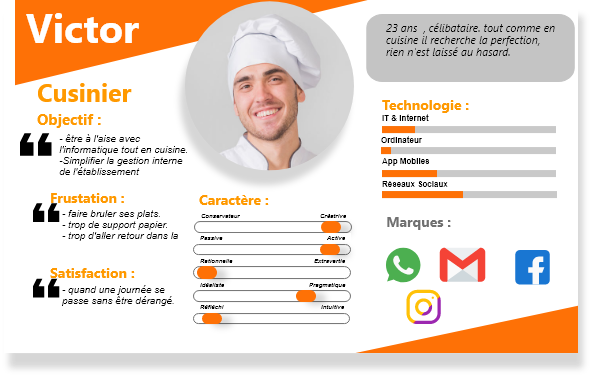 Victor
23 ans , célibataire. tout comme en
cuisine il recherche la perfection,
rien n'est laissé au hasard.
Cusinier
Objectif :
- être à l'aise avec
l'informatique tout en cuisine.
-Simplifier la gestion interne
de l'établissement
Frustation :
- faire bruler ses plats.
- trop de support papier.
- trop d'aller retour dans la
Satisfaction :
- quand une journée se
passe sans être dérangé.
Caractère :
Conservateur Créatrive
Passive Active
Rationnelle Extravertie
Idéaliste Pragmatique
Réfléchi Intuitive
Technologie :
IT & Internet
Ordinateur
App Mobiles
Réseaux Sociaux
Marques :